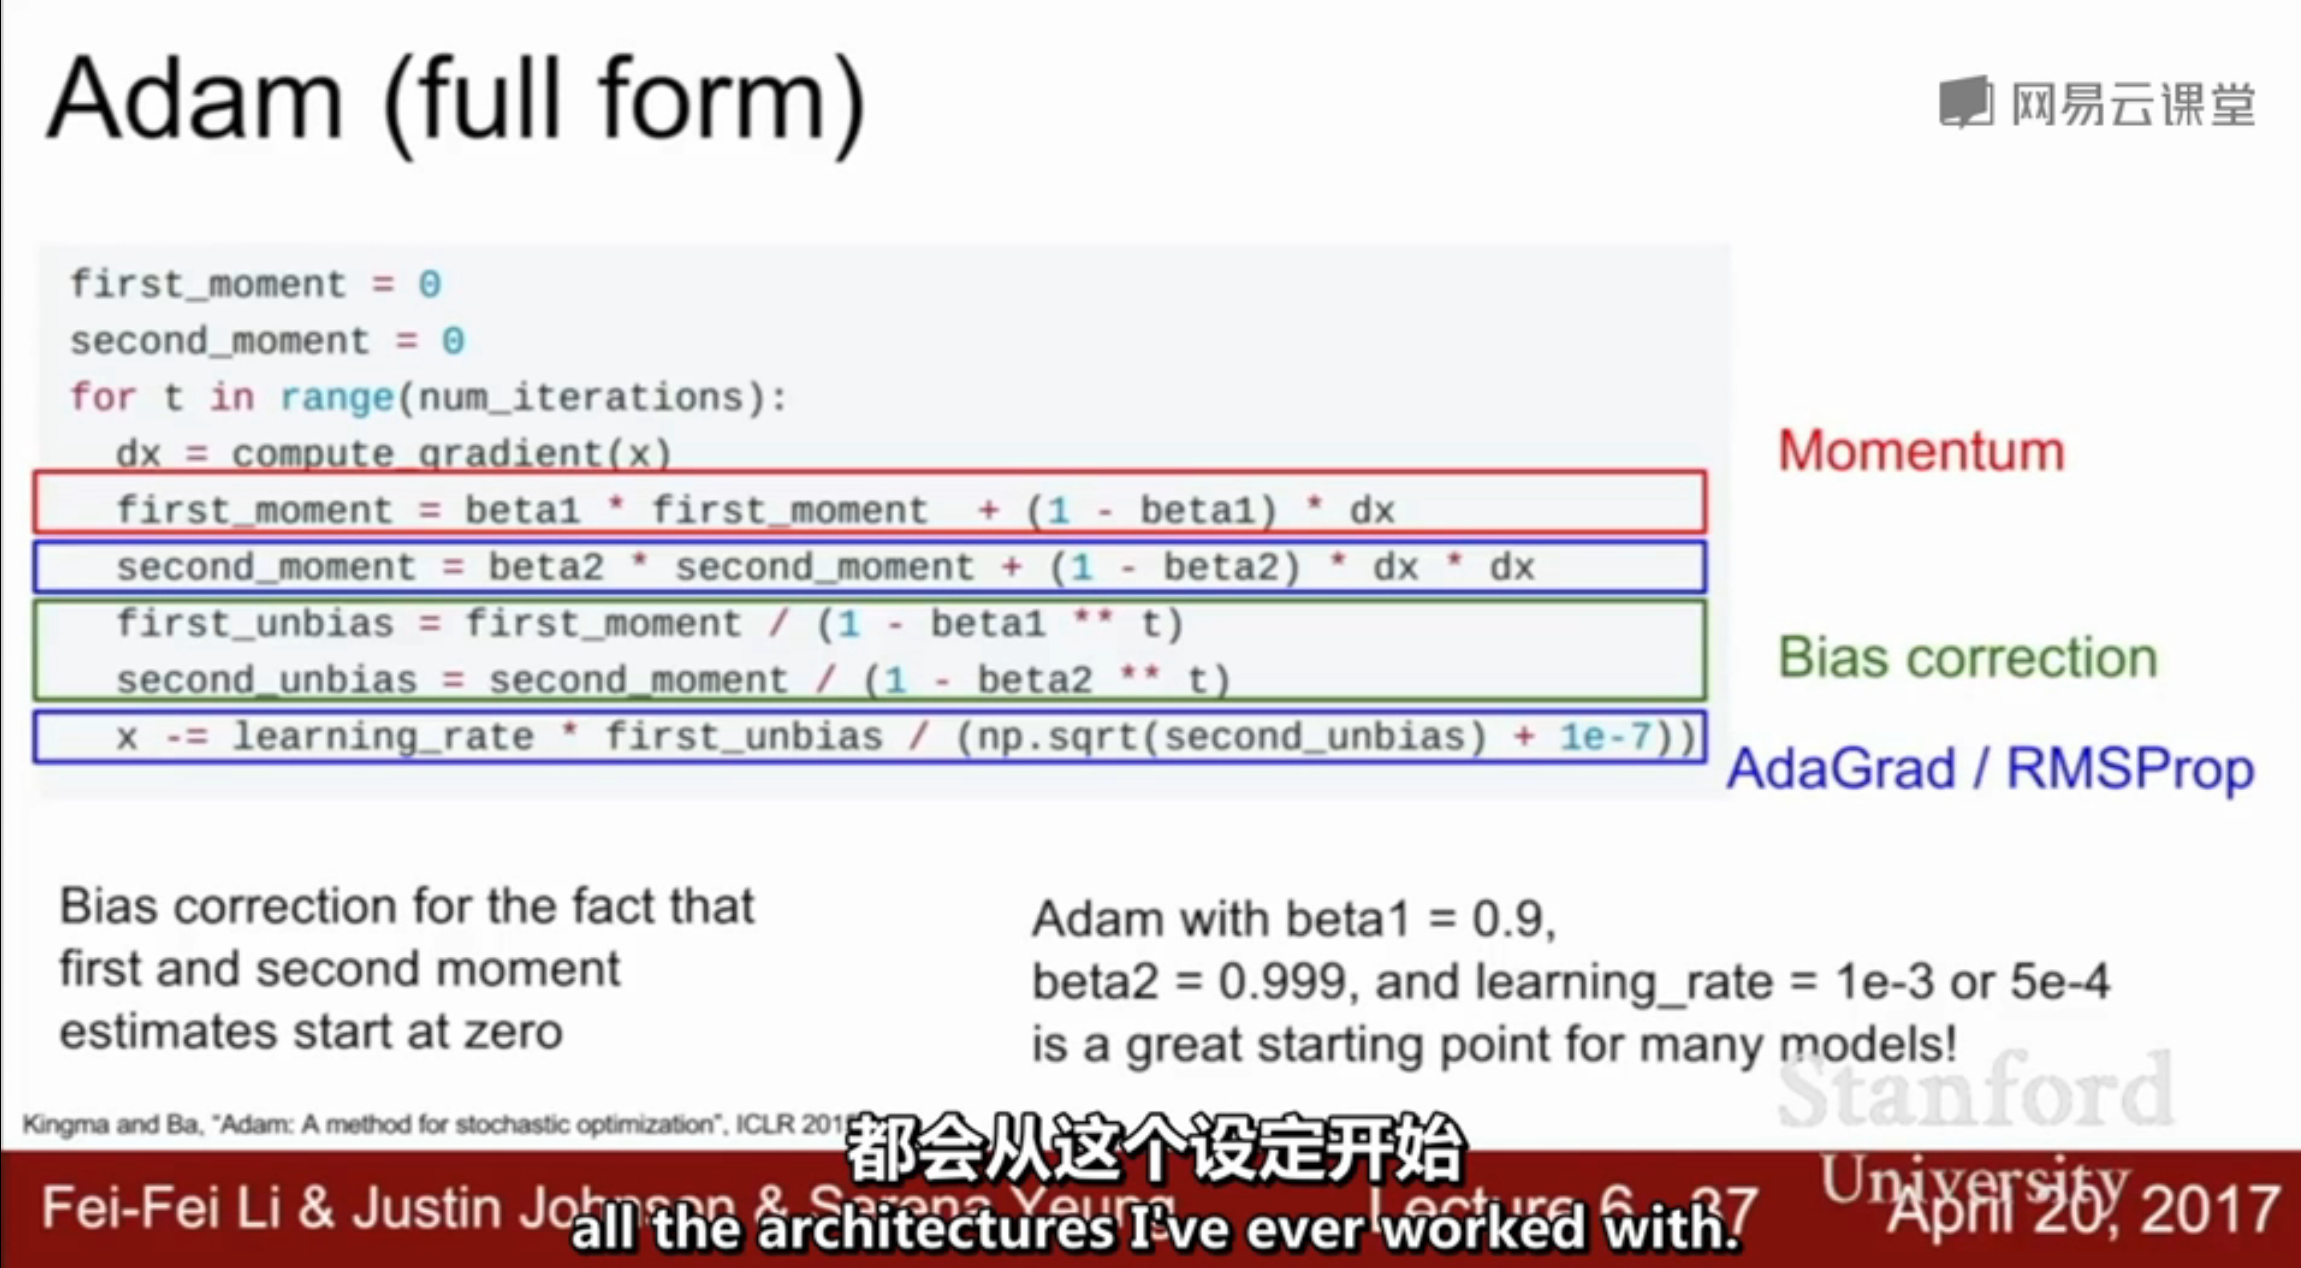 Adam (full form)
网易云课堂
first_moment = 0
second_moment = 0
for t in range(num_iterations):
dx = compute_gradient(x)
first_moment = beta1 * first_moment + (1 - beta1) * dx
second_moment = beta2 * second_moment + (1 - beta2) * dx * dx
first_unbias = first_moment / (1 - beta1 ** t)
second_unbias = second_moment / (1 - beta2 ** t)
x -= learning_rate * first_unbias / (np.sqrt(second_unbias) + 1e-7))
Momentum
Bias correction
AdaGrad / RMSProp
Bias correction for the fact that
first and second moment
estimates start at zero
Adam with beta1 = 0.9,
beta2 = 0.999, and learning_rate = 1e-3 or 5e-4
is a great starting point for many models!
Stanford
University
Kingma and Ba, "Adam: A method for stochastic optimization", ICLR
都会从这个设定开始
all the architectures I've ever worked with.
Fei-Fei Li & Justin Johnson & Serena Yeung
Lecture 6 - 37
April 20, 2017